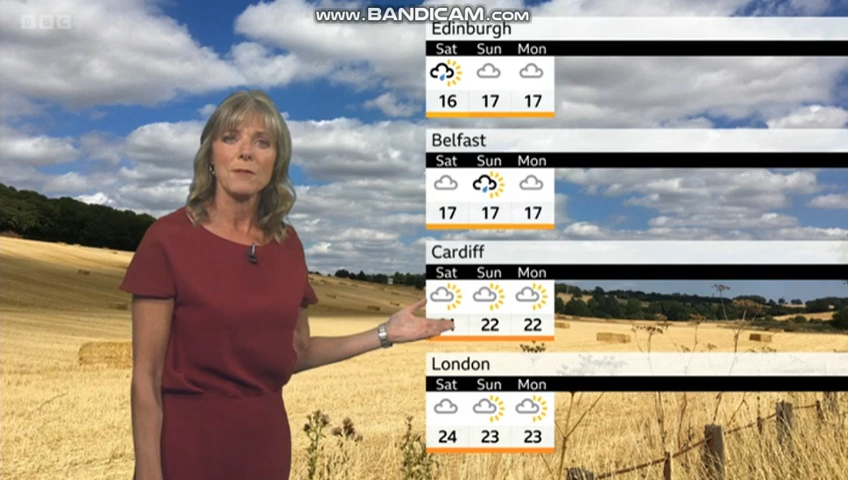 BBC
www.BANDICAM.com
Edinburgh
Sat Sun Mon
16 17 17
Belfast
Sat Sun Mon
17 17 17
Cardiff
Sat Sun Mon
22 22
London
Sat Sun Mon
24 23 23